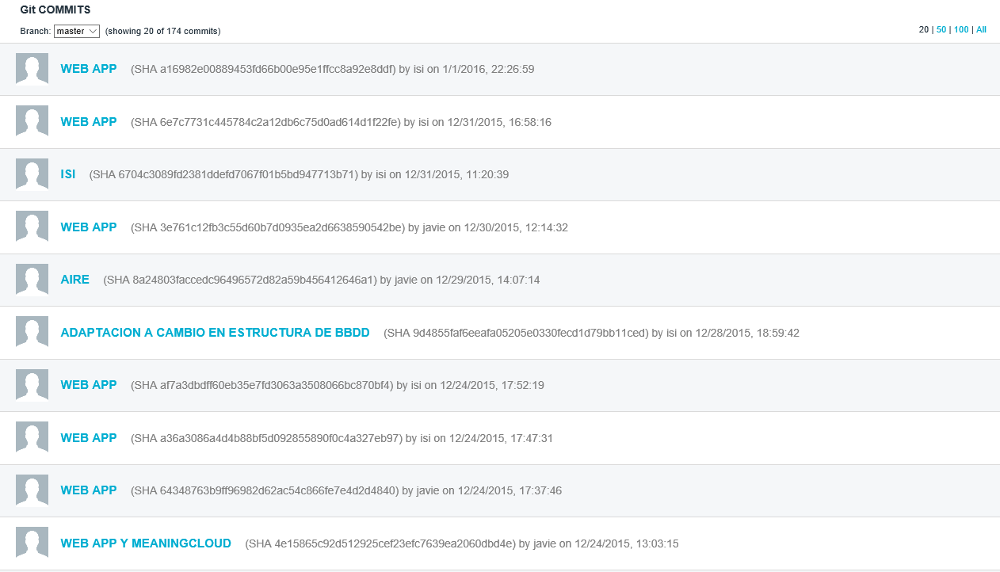 Git COMMITS
Branch: master (showing 20 of 174 commits) 20 | 50 | 100 | All
WEB APP (SHA a16982e00889453fd66b00e95e1ffcc8a92e8ddf) by isi on 1/1/2016, 22:26:59
WEB APP (SHA 6e7c7731c445784c2a12db6c75d0ad614d1f22fe) by isi on 12/31/2015, 16:58:16
ISI (SHA 6704c3089fd2381ddefd7067f01b5bd947713b71) by isi on 12/31/2015, 11:20:39
WEB APP (SHA 3e761c12fb3c55d60b7d0935ea2d6638590542be) by javie on 12/30/2015, 12:14:32
AIRE (SHA 8a24803faccedc96496572d82a59b456412646a1) by javie on 12/29/2015, 14:07:14
ADAPTACION A CAMBIO EN ESTRUCTURA DE BBDD (SHA 9d4855faf6eeafa05205e0330fecd1d79bb11ced) by isi on 12/28/2015, 18:59:42
WEB APP (SHA af7a3dbdff60eb35e7fd3063a3508066bc870bf4) by isi on 12/24/2015, 17:52:19
WEB APP (SHA a36a3086a4d4b88bf5d092855890f0c4a327eb97) by isi on 12/24/2015, 17:47:31
WEB APP (SHA 64348763b9ff96982d62ac54c866fe7e4d2d4840) by javie on 12/24/2015, 17:37:46
WEB APP Y MEANINGCLOUD (SHA 4e15865c92d512925cef23efc7639ea2060dbd4e) by javie on 12/24/2015, 13:03:15